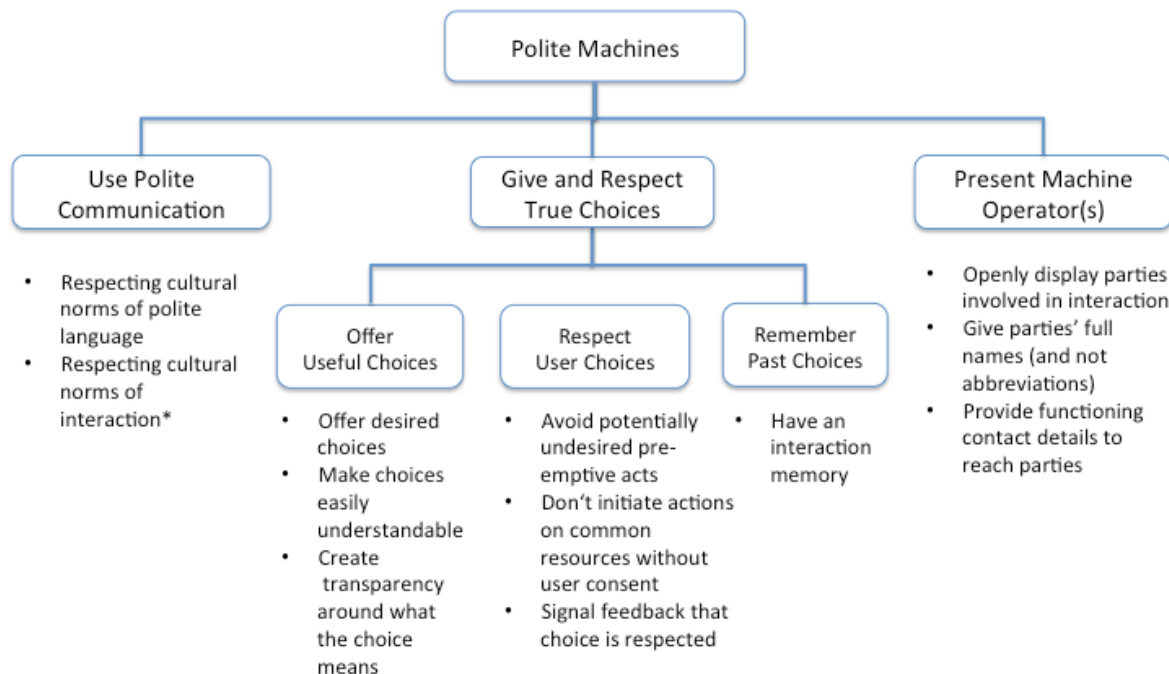 Polite Machines
Use Polite
Communication
Give and Respect
True Choices
Present Machine
Operator(s)
• Respecting cultural
norms of polite
language
• Respecting cultural
norms of
interaction*
Offer
Useful Choices
• Offer desired
choices
• Make choices
easily
understandable
• Create
transparency
around what
the choice
means
Respect
User Choices
• Avoid potentially
undesired pre-
emptive acts
• Don‘t initiate actions
on common
resources without
user consent
• Signal feedback that
choice is respected
Remember
Past Choices
• Have an
interaction
memory
• Openly display parties
involved in interaction
• Give parties’ full
names (and not
abbreviations)
• Provide functioning
contact details to
reach parties